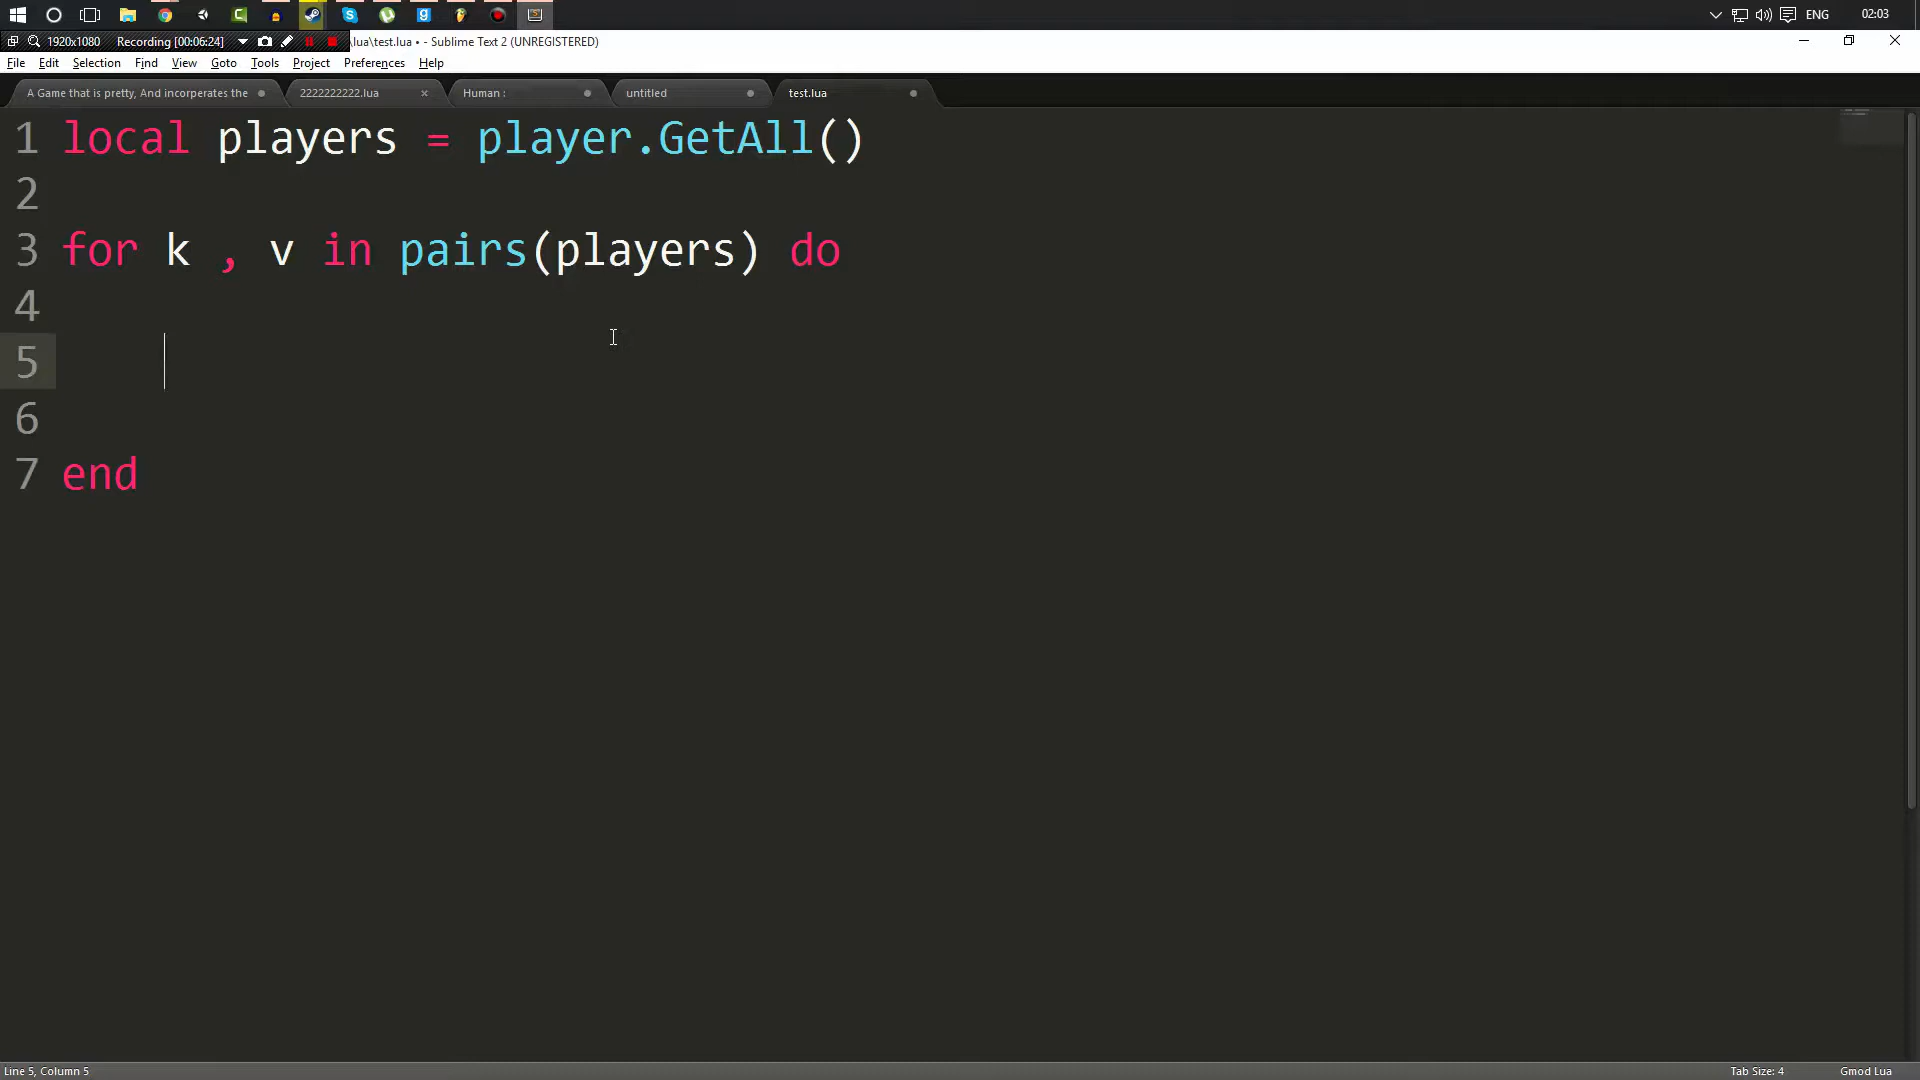 ENG
02:03
1920x1080 Recording [00:06:24] \lua\test.lua • - Sublime Text 2 (UNREGISTERED)
File Edit Selection Find View Goto Tools Project Preferences Help
A Game that is pretty, And incorperates the 2222222222.lua Human : untitled test.lua
1 local players = player.GetAll()
2
3 for k , v in pairs(players) do
4
5
6
7 end
Line 5, Column 5 Tab Size: 4 Gmod Lua